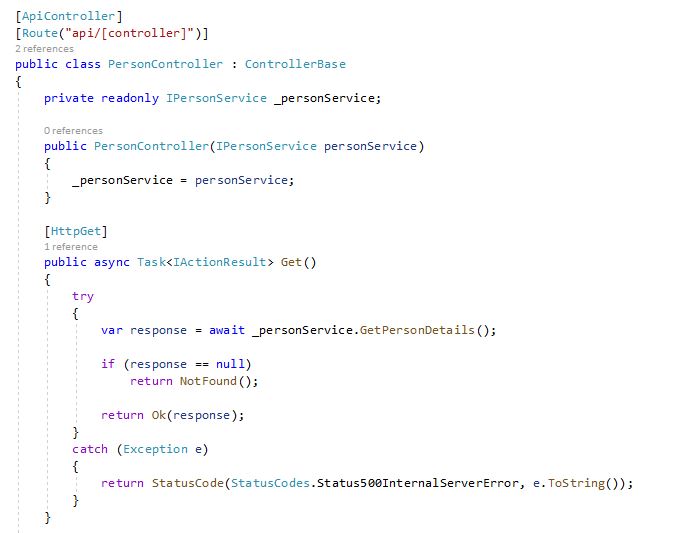 [ApiController]
[Route("api/[controller]")]
2 references
public class PersonController : ControllerBase
{
private readonly IPersonService _personService;
0 references
public PersonController(IPersonService personService)
{
_personService = personService;
}
[HttpGet]
1 reference
public async Task<IActionResult> Get()
{
try
{
var response = await _personService.GetPersonDetails();
if (response == null)
return NotFound();
return Ok(response);
}
catch (Exception e)
{
return StatusCode(StatusCodes.Status500InternalServerError, e.ToString());
}
}